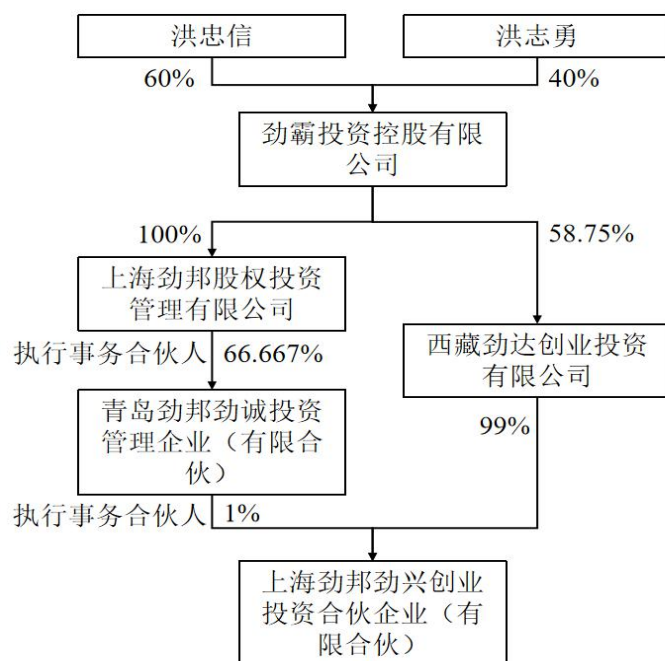 洪忠信
洪志勇
60%
40%
劲霸投资控股有限
公司
100%
58.75%
上海劲邦股权投资
管理有限公司
执行事务合伙人
66.667%
西藏劲达创业投资
有限公司
青岛劲邦劲诚投资
管理企业（有限合
伙）
99%
执行事务合伙人
1%
上海劲邦劲兴创业
投资合伙企业（有
限合伙）